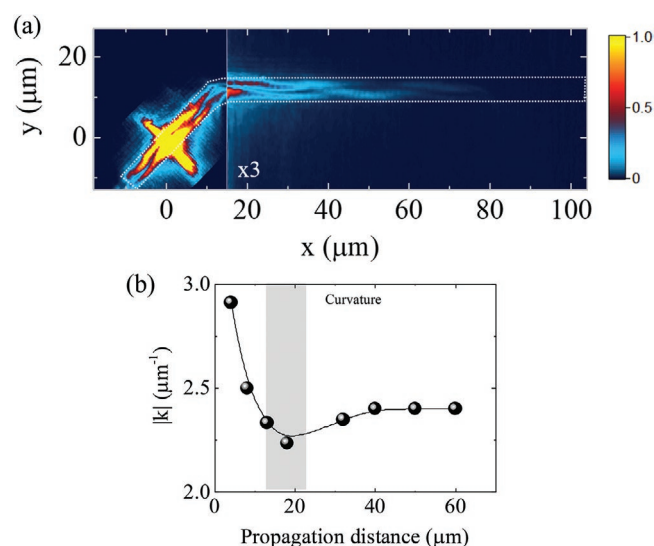 (a)
20
0
y (μm)
x3
1.0
0.5
0
0 20 40 60 80 100
x (μm)
(b)
3.0
2.5
2.0
|k| (μm⁻¹)
Curvature
0 20 40 60
Propagation distance (μm)